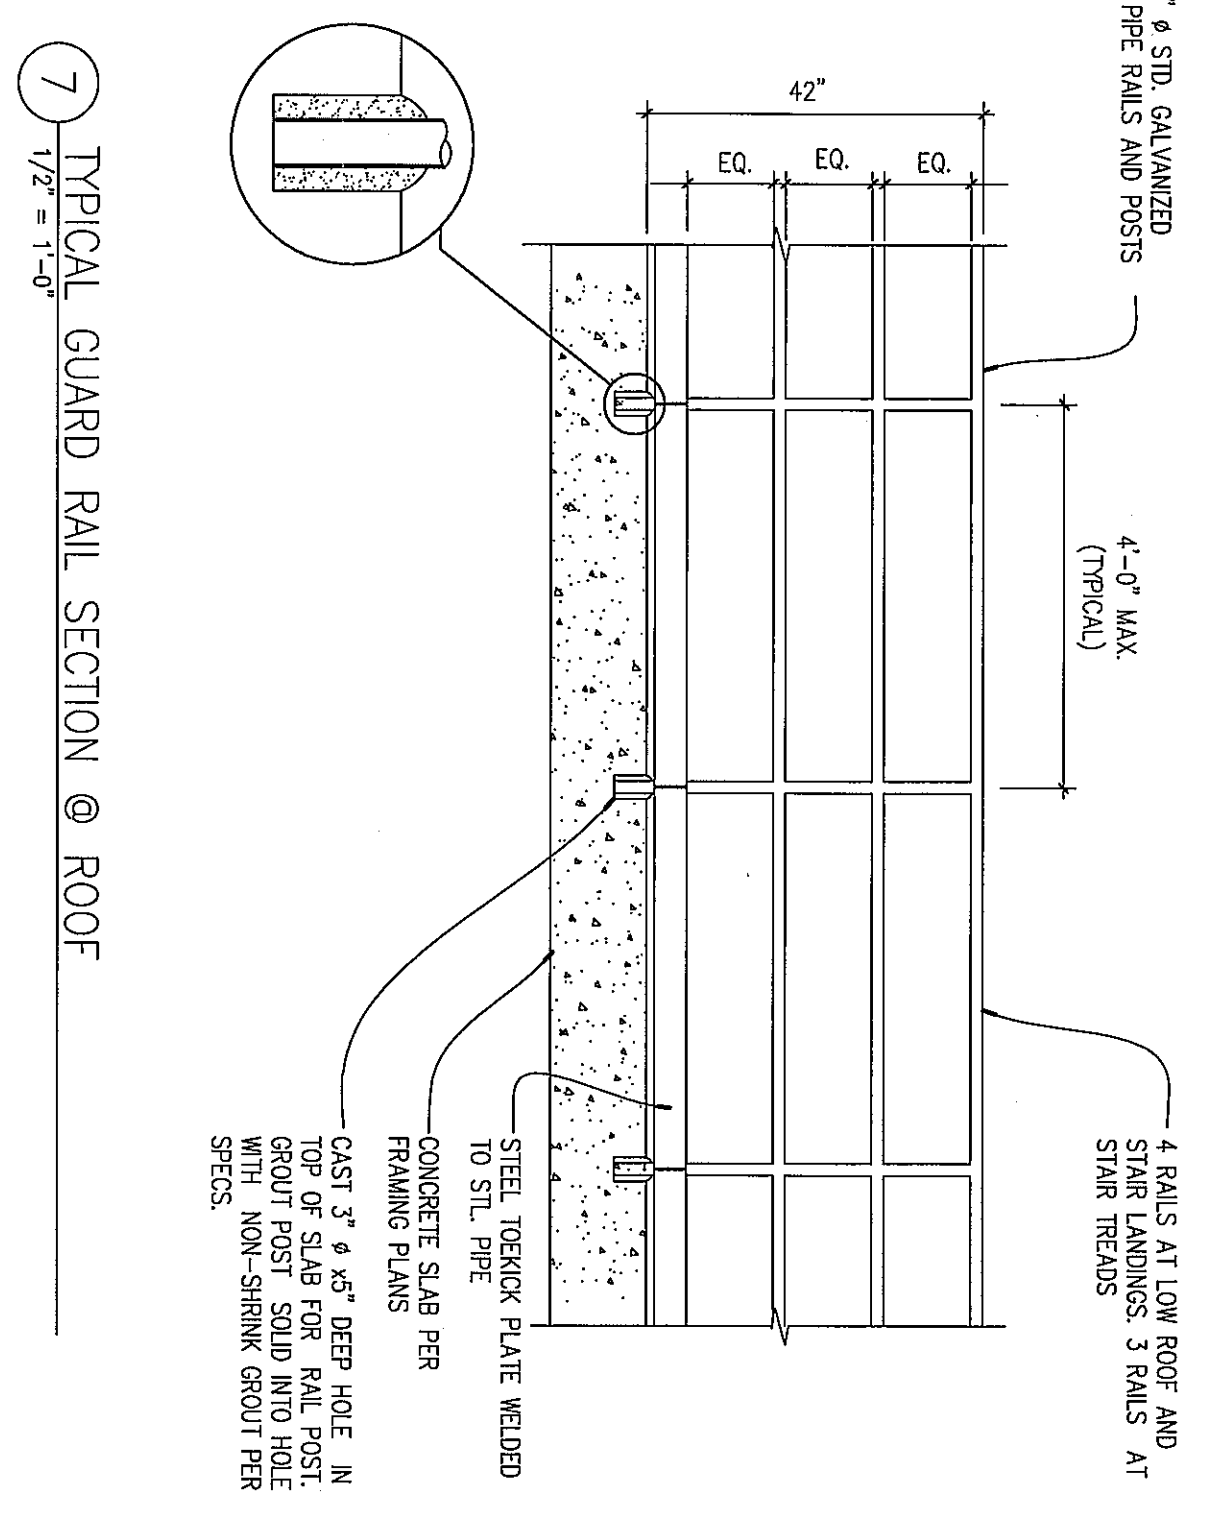 " ø STD. GALVANIZED
PIPE RAILS AND POSTS
42"
EQ.
EQ.
EQ.
4'-0" MAX.
(TYPICAL)
4 RAILS AT LOW ROOF AND
STAIR LANDINGS. 3 RAILS AT
STAIR TREADS
STEEL TOEKICK PLATE WELDED
TO STL. PIPE
CONCRETE SLAB PER
FRAMING PLANS
CAST 3" ø x5" DEEP HOLE IN
TOP OF SLAB FOR RAIL POST.
GROUT POST SOLID INTO HOLE
WITH NON-SHRINK GROUT PER
SPECS.
7
TYPICAL GUARD RAIL SECTION @ ROOF
1/2" = 1'-0"